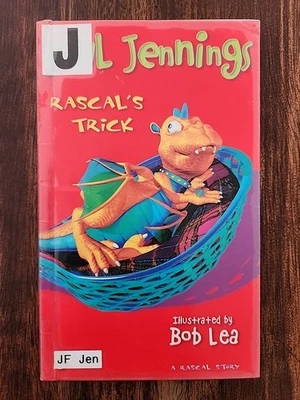 J
L Jennings
RASCAL'S
TRICK
Illustrated by
Bob Lea
A RASCAL STORY
JF Jen